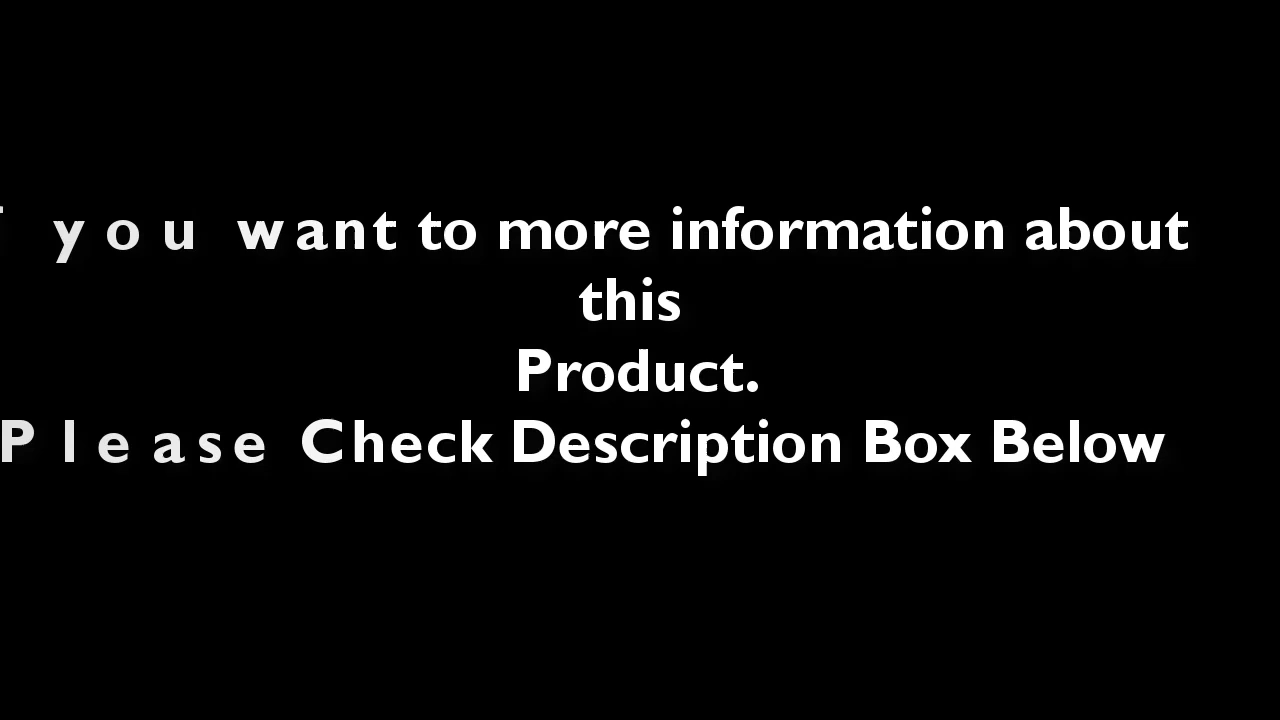 you want to more information about
this
Product.
Please Check Description Box Below